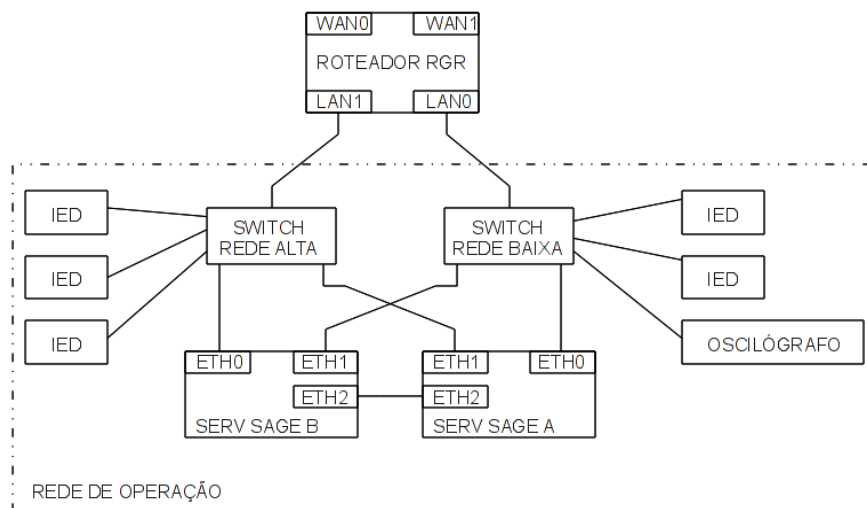 WAN0
WAN1
ROTEADOR RGR
LAN1
LAN0
IED
SWITCH
REDE ALTA
SWITCH
REDE BAIXA
IED
IED
IED
IED
OSCILÓGRAFO
ETH0
ETH1
ETH1
ETH0
ETH2
ETH2
SERV SAGE B
SERV SAGE A
REDE DE OPERAÇÃO